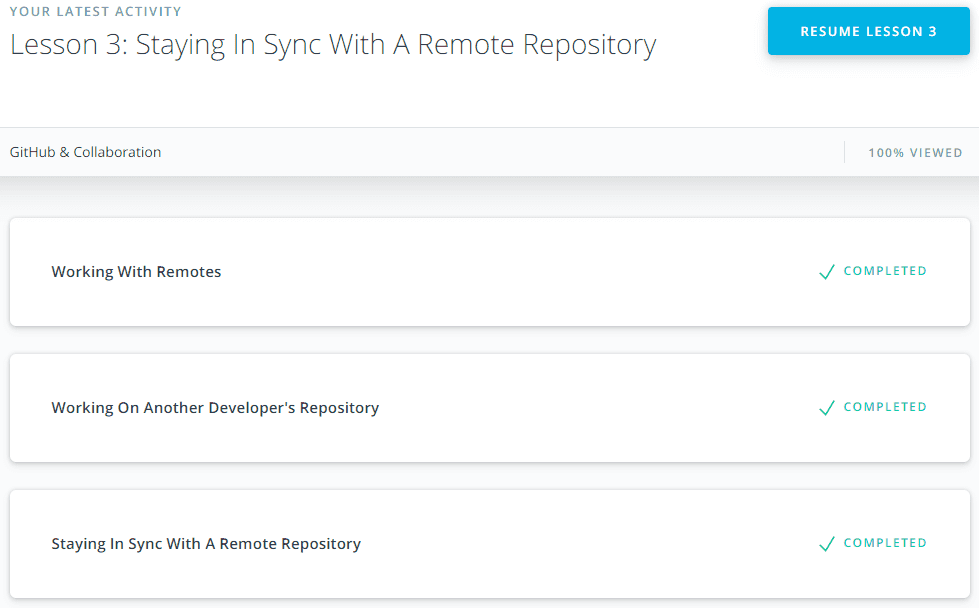 YOUR LATEST ACTIVITY
Lesson 3: Staying In Sync With A Remote Repository
RESUME LESSON 3
GitHub & Collaboration
100% VIEWED
Working With Remotes
COMPLETED
Working On Another Developer's Repository
COMPLETED
Staying In Sync With A Remote Repository
COMPLETED